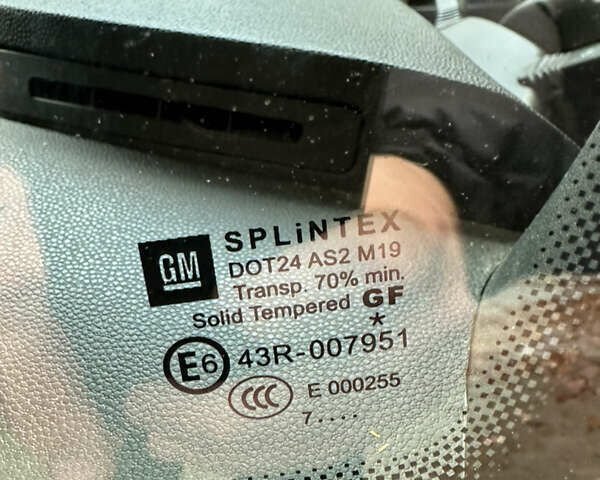 GM
SPLiNTEX
DOT24 AS2 M19
Transp. 70% min.
Solid Tempered GF
*
E6 43R-007951
CCC E 000255
7....